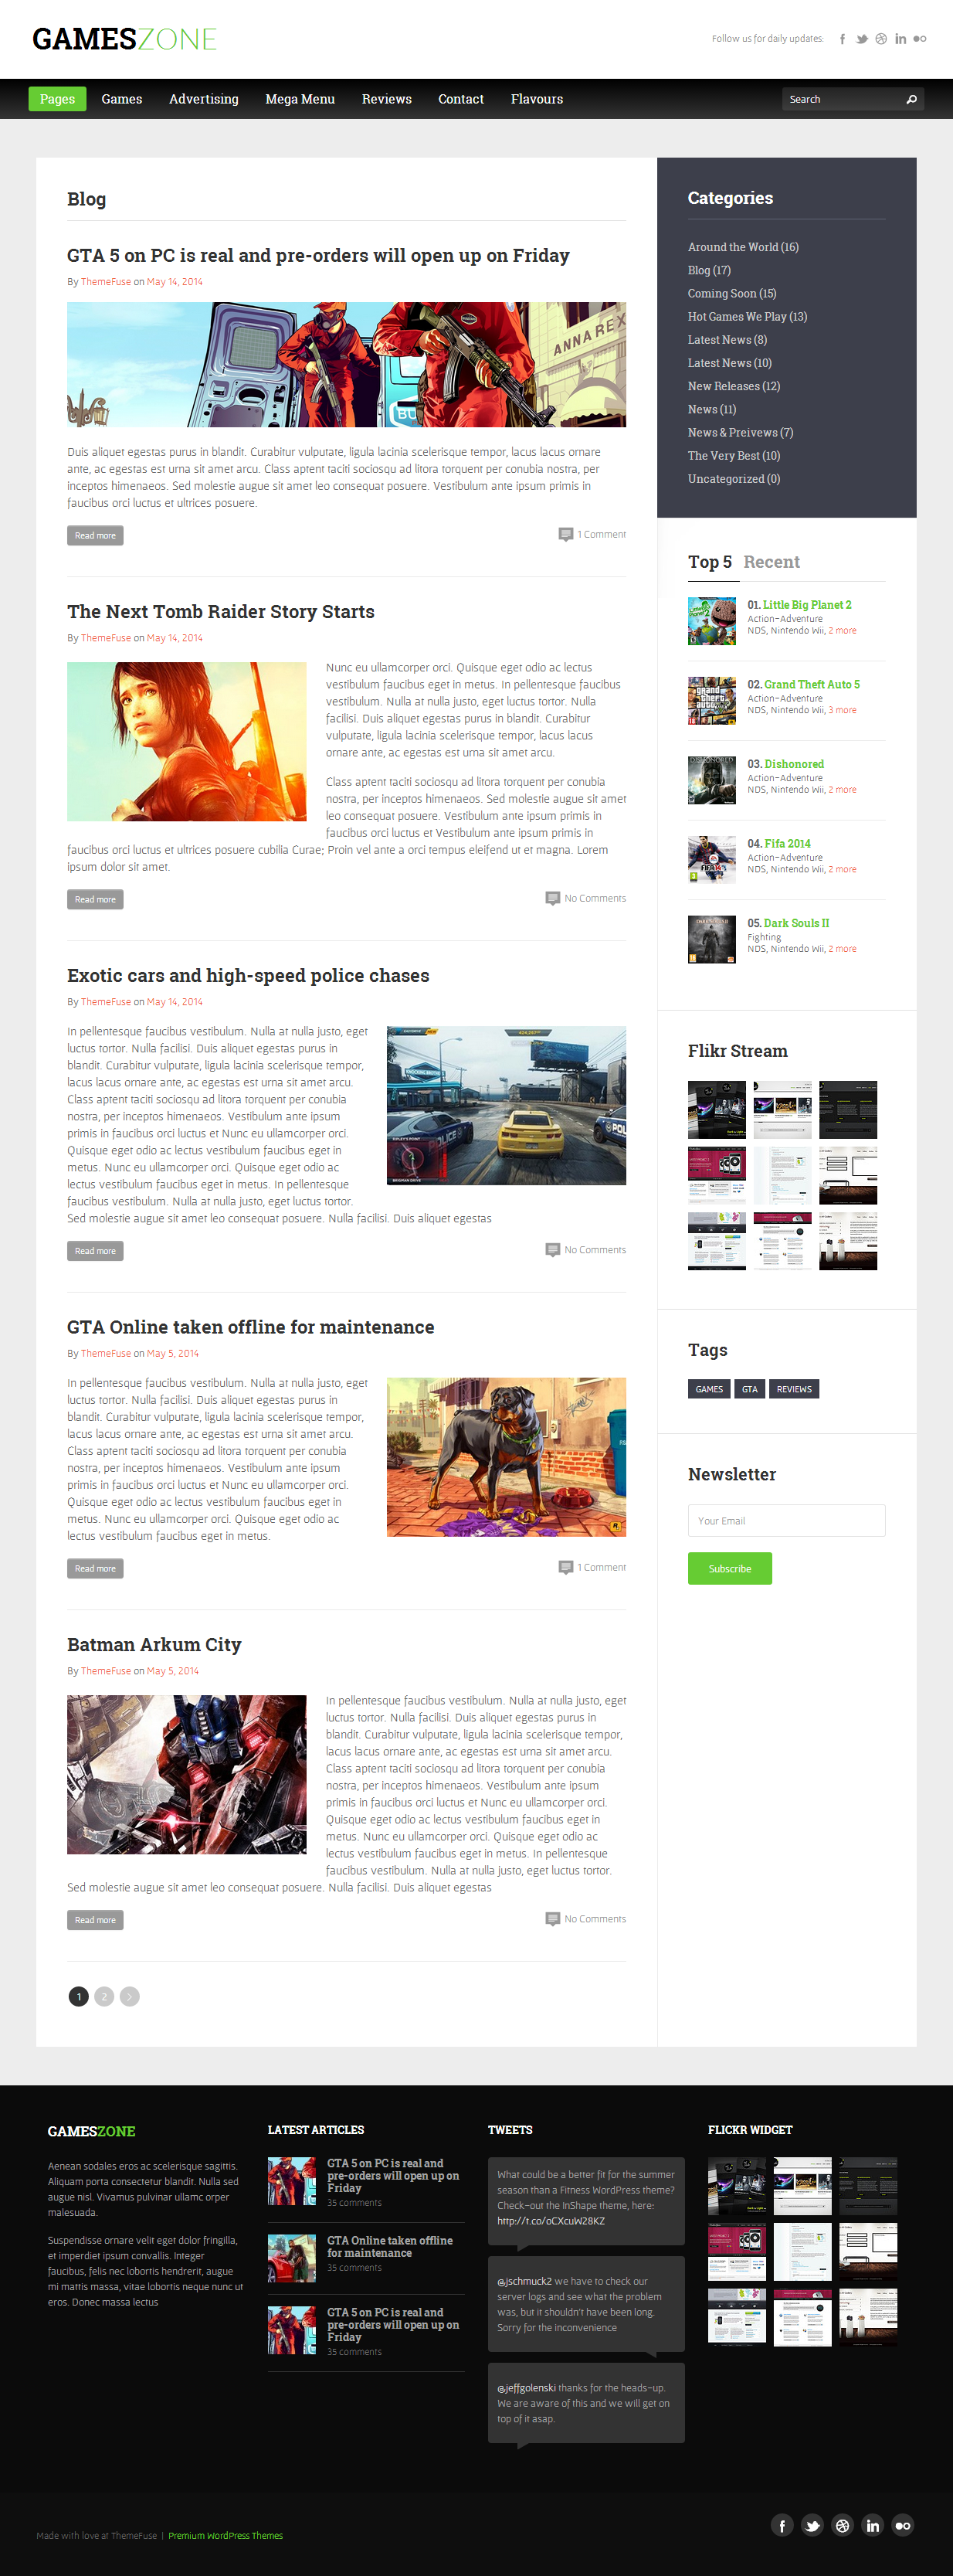 GAMESZONE
Follow us for daily updates:
Pages Games Advertising Mega Menu Reviews Contact Flavours
Search
Blog
GTA 5 on PC is real and pre-orders will open up on Friday
By ThemeFuse on May 14, 2014
ANNAREX
BU
Duis aliquet egestas purus in blandit. Curabitur vulputate, ligula lacinia scelerisque tempor, lacus lacus ornare
ante, ac egestas est urna sit amet arcu. Class aptent taciti sociosqu ad litora torquent per conubia nostra, per
inceptos himenaeos. Sed molestie augue sit amet leo consequat posuere. Vestibulum ante ipsum primis in
faucibus orci luctus et ultrices posuere.
Read more
1 Comment
The Next Tomb Raider Story Starts
By ThemeFuse on May 14, 2014
Nunc eu ullamcorper orci. Quisque eget odio ac lectus
vestibulum faucibus eget in metus. In pellentesque faucibus
vestibulum. Nulla at nulla justo, eget luctus tortor. Nulla
facilisi. Duis aliquet egestas purus in blandit. Curabitur
vulputate, ligula lacinia scelerisque tempor, lacus lacus
ornare ante, ac egestas est urna sit amet arcu.
Class aptent taciti sociosqu ad litora torquent per conubia
nostra, per inceptos himenaeos. Sed molestie augue sit amet
leo consequat posuere. Vestibulum ante ipsum primis in
faucibus orci luctus et Vestibulum ante ipsum primis in
faucibus orci luctus et ultrices posuere cubilia Curae; Proin vel ante a orci tempus eleifend ut et magna. Lorem
ipsum dolor sit amet.
Read more
No Comments
Exotic cars and high-speed police chases
By ThemeFuse on May 14, 2014
In pellentesque faucibus vestibulum. Nulla at nulla justo, eget
luctus tortor. Nulla facilisi. Duis aliquet egestas purus in
blandit. Curabitur vulputate, ligula lacinia scelerisque tempor,
lacus lacus ornare ante, ac egestas est urna sit amet arcu.
Class aptent taciti sociosqu ad litora torquent per conubia
nostra, per inceptos himenaeos. Vestibulum ante ipsum
primis in faucibus orci luctus et Nunc eu ullamcorper orci.
Quisque eget odio ac lectus vestibulum faucibus eget in
metus. Nunc eu ullamcorper orci. Quisque eget odio ac
lectus vestibulum faucibus eget in metus. In pellentesque
faucibus vestibulum. Nulla at nulla justo, eget luctus tortor.
Sed molestie augue sit amet leo consequat posuere. Nulla facilisi. Duis aliquet egestas
POLICE
POL
Read more
No Comments
GTA Online taken offline for maintenance
By ThemeFuse on May 5, 2014
In pellentesque faucibus vestibulum. Nulla at nulla justo, eget
luctus tortor. Nulla facilisi. Duis aliquet egestas purus in
blandit. Curabitur vulputate, ligula lacinia scelerisque tempor,
lacus lacus ornare ante, ac egestas est urna sit amet arcu.
Class aptent taciti sociosqu ad litora torquent per conubia
nostra, per inceptos himenaeos. Vestibulum ante ipsum
primis in faucibus orci luctus et Nunc eu ullamcorper orci.
Quisque eget odio ac lectus vestibulum faucibus eget in
metus. Nunc eu ullamcorper orci. Quisque eget odio ac
lectus vestibulum faucibus eget in metus.
Read more
1 Comment
Batman Arkum City
By ThemeFuse on May 5, 2014
In pellentesque faucibus vestibulum. Nulla at nulla justo, eget
luctus tortor. Nulla facilisi. Duis aliquet egestas purus in
blandit. Curabitur vulputate, ligula lacinia scelerisque tempor,
lacus lacus ornare ante, ac egestas est urna sit amet arcu.
Class aptent taciti sociosqu ad litora torquent per conubia
nostra, per inceptos himenaeos. Vestibulum ante ipsum
primis in faucibus orci luctus et Nunc eu ullamcorper orci.
Quisque eget odio ac lectus vestibulum faucibus eget in
metus. Nunc eu ullamcorper orci. Quisque eget odio ac
lectus vestibulum faucibus eget in metus. In pellentesque
faucibus vestibulum. Nulla at nulla justo, eget luctus tortor.
Sed molestie augue sit amet leo consequat posuere. Nulla facilisi. Duis aliquet egestas
Read more
No Comments
1 2
Categories
Around the World (16)
Blog (17)
Coming Soon (15)
Hot Games We Play (13)
Latest News (8)
Latest News (10)
New Releases (12)
News (11)
News & Preivews (7)
The Very Best (10)
Uncategorized (0)
Top 5 Recent
01. Little Big Planet 2
Action-Adventure
NDS, Nintendo Wii, 2 more
02. Grand Theft Auto 5
Action-Adventure
NDS, Nintendo Wii, 3 more
03. Dishonored
Action-Adventure
NDS, Nintendo Wii, 2 more
04. Fifa 2014
Action-Adventure
NDS, Nintendo Wii, 2 more
05. Dark Souls II
Fighting
NDS, Nintendo Wii, 2 more
Flikr Stream
Tags
GAMES GTA REVIEWS
Newsletter
Your Email
Subscribe
GAMESZONE
Aenean sodales eros ac scelerisque sagittis.
Aliquam porta consectetur blandit. Nulla sed
augue nisl. Vivamus pulvinar ullamc orper
malesuada.
Suspendisse ornare velit eget dolor fringilla,
et imperdiet ipsum convallis. Integer
faucibus, felis nec lobortis hendrerit, augue
mi mattis massa, vitae lobortis neque nunc ut
eros. Donec massa lectus
LATEST ARTICLES
GTA 5 on PC is real and
pre-orders will open up on
Friday
35 comments
GTA Online taken offline
for maintenance
35 comments
GTA 5 on PC is real and
pre-orders will open up on
Friday
35 comments
TWEETS
What could be a better fit for the summer
season than a Fitness WordPress theme?
Check-out the InShape theme, here:
http://t.co/oCXcuW28KZ
@jschmuck2 we have to check our
server logs and see what the problem
was, but it shouldn't have been long.
Sorry for the inconvenience
@jeffgolenski thanks for the heads-up.
We are aware of this and we will get on
top of it asap.
FLICKR WIDGET
Made with love at ThemeFuse | Premium WordPress Themes